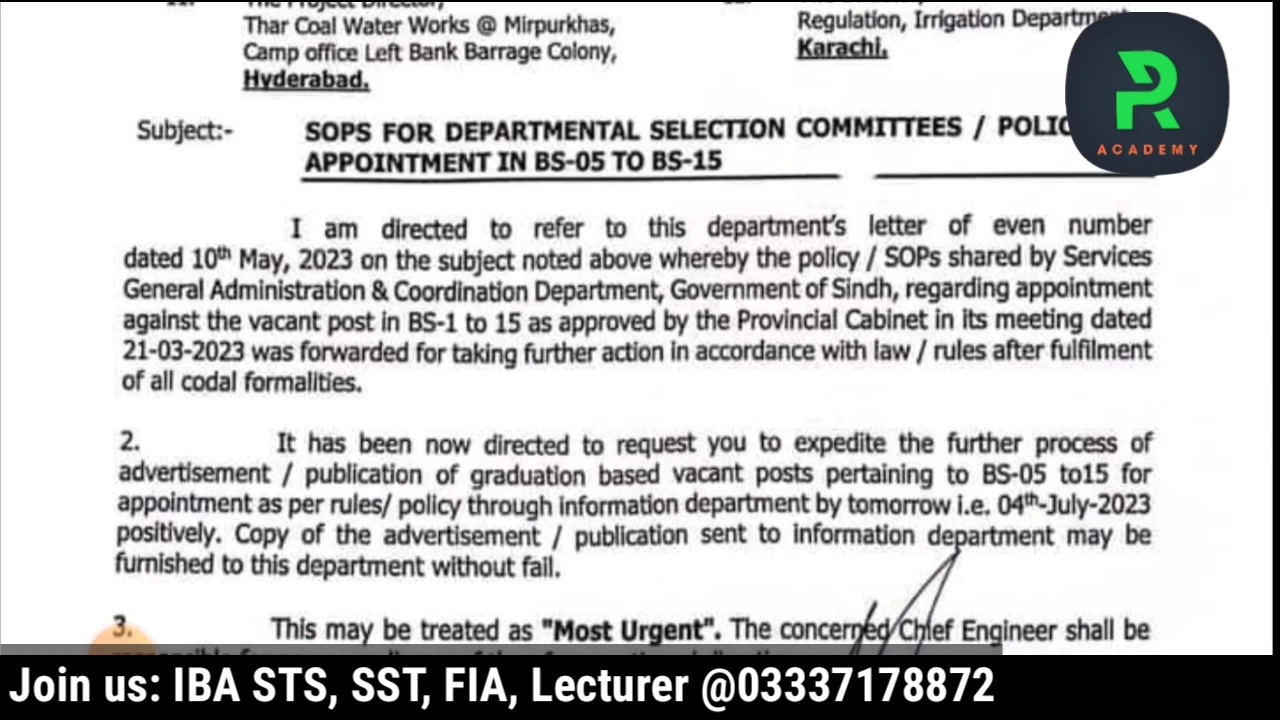 Thar Coal Water Works @ Mirpurkhas,
Camp office Left Bank Barrage Colony,
Hyderabad.
Regulation, Irrigation Department
Karachi.
R
ACADEMY
Subject:-
SOPS FOR DEPARTMENTAL SELECTION COMMITTEES /
APPOINTMENT IN BS-05 TO BS-15
I am directed to refer to this department's letter of even number
dated 10th May, 2023 on the subject noted above whereby the policy / SOPs shared by Services
General Administration & Coordination Department, Government of Sindh, regarding appointment
against the vacant post in BS-1 to 15 as approved by the Provincial Cabinet in its meeting dated
21-03-2023 was forwarded for taking further action in accordance with law / rules after fulfilment
of all codal formalities.
2. It has been now directed to request you to expedite the further process of
advertisement / publication of graduation based vacant posts pertaining to BS-05 to15 for
appointment as per rules/ policy through information department by tomorrow i.e. 04th-July-2023
positively. Copy of the advertisement / publication sent to information department may be
furnished to this department without fail.
3. This may be treated as "Most Urgent". The concerned Chief Engineer shall be
Join us: IBA STS, SST, FIA, Lecturer @03337178872